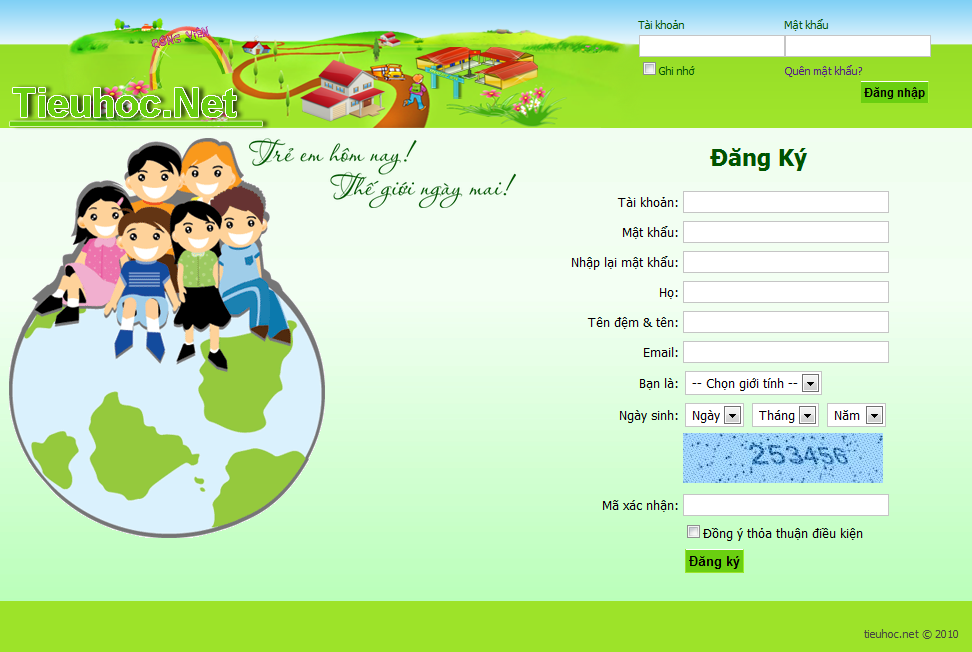 Tài khoản Mật khẩu
Ghi nhớ Quên mật khẩu?
Đăng nhập
CÔNG VIÊN
Tieuhoc.Net
Trẻ em hôm nay!
Thế giới ngày mai!
Đăng Ký
Tài khoản:
Mật khẩu:
Nhập lại mật khẩu:
Họ:
Tên đệm & tên:
Email:
Bạn là: -- Chọn giới tính --
Ngày sinh: Ngày Tháng Năm
253456
Mã xác nhận:
Đồng ý thỏa thuận điều kiện
Đăng ký
tieuhoc.net © 2010